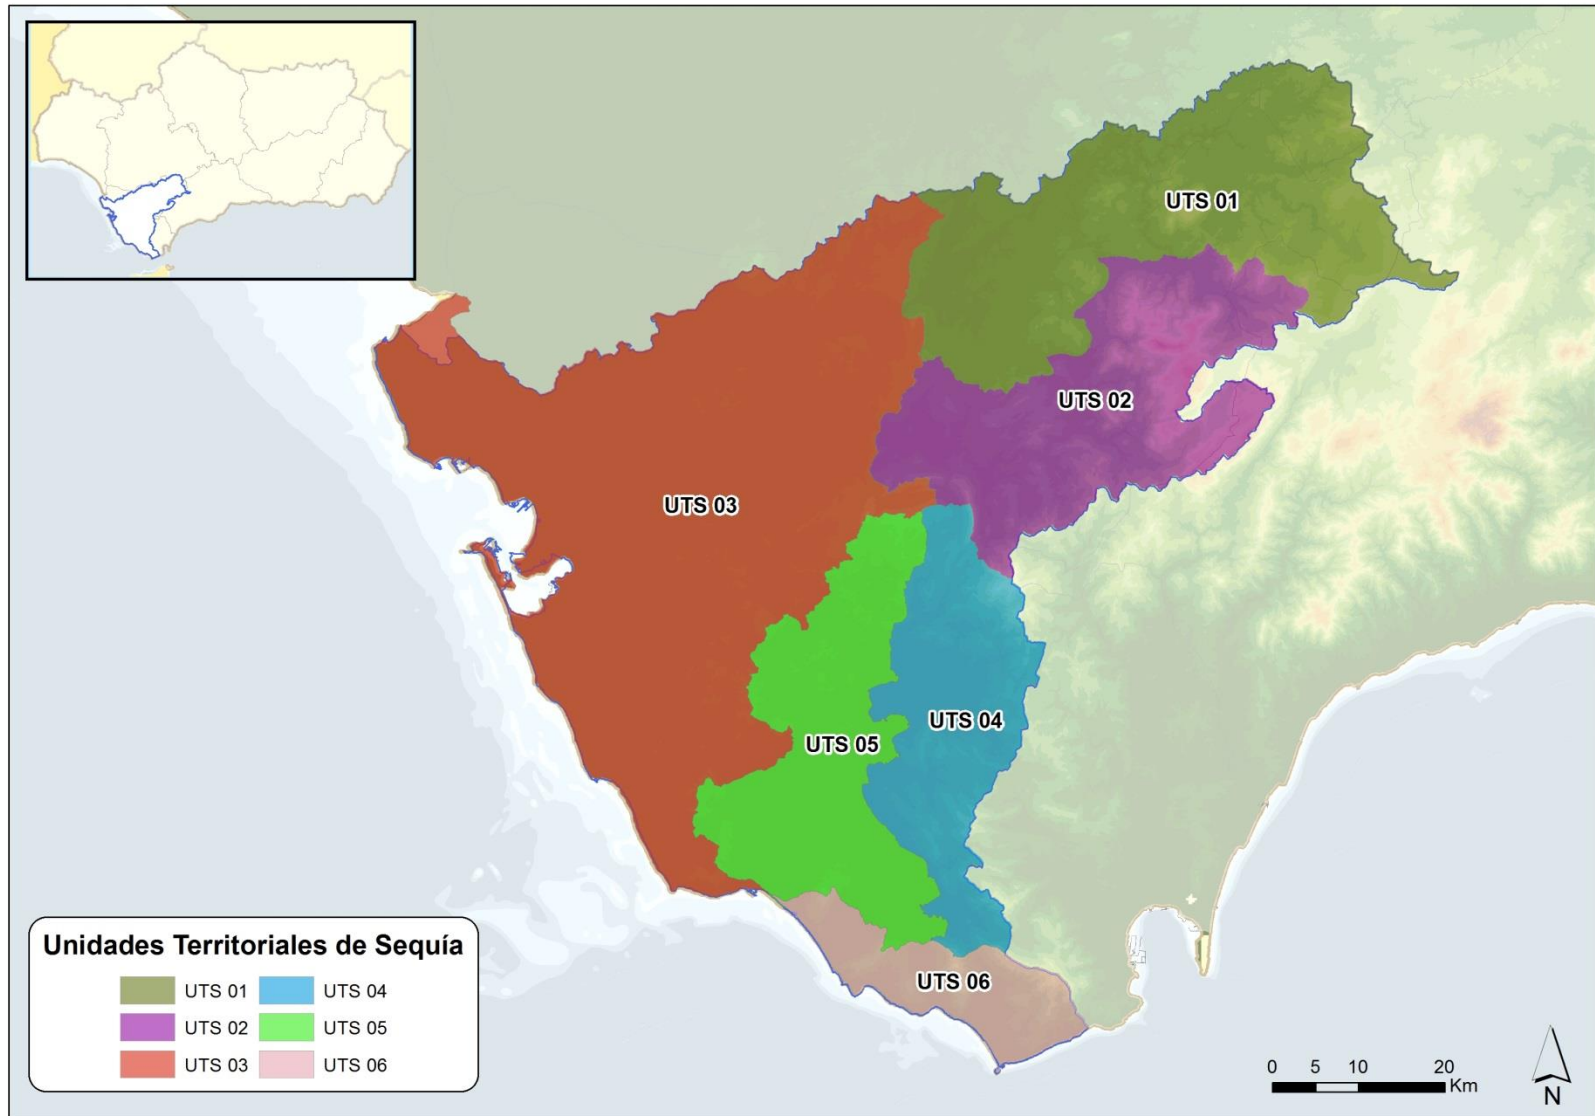 UTS 01
UTS 02
UTS 03
UTS 04
UTS 05
UTS 06
Unidades Territoriales de Sequía
UTS 01 UTS 04
UTS 02 UTS 05
UTS 03 UTS 06
0 5 10 20
Km
N